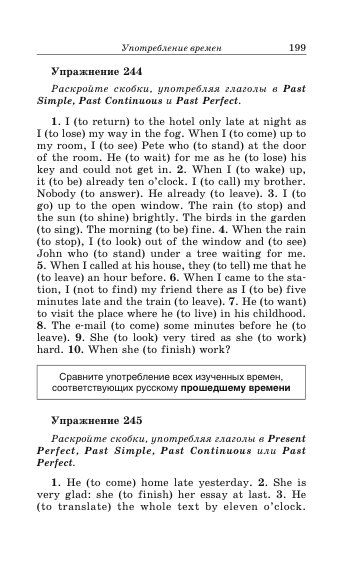 Употребление времен
199
Упражнение 244
Раскройте скобки, употребляя глаголы в Past
Simple, Past Continuous и Past Perfect.
1. I (to return) to the hotel only late at night as
I (to lose) my way in the fog. When I (to come) up to
my room, I (to see) Pete who (to stand) at the door
of the room. He (to wait) for me as he (to lose) his
key and could not get in. 2. When I (to wake) up,
it (to be) already ten o'clock. I (to call) my brother.
Nobody (to answer). He already (to leave). 3. I (to
go) up to the open window. The rain (to stop) and
the sun (to shine) brightly. The birds in the garden
(to sing). The morning (to be) fine. 4. When the rain
(to stop), I (to look) out of the window and (to see)
John who (to stand) under a tree waiting for me.
5. When I called at his house, they (to tell) me that he
(to leave) an hour before. 6. When I came to the sta-
tion, I (not to find) my friend there as I (to be) five
minutes late and the train (to leave). 7. He (to want)
to visit the place where he (to live) in his childhood.
8. The e-mail (to come) some minutes before he (to
leave). 9. She (to look) very tired as she (to work)
hard. 10. When she (to finish) work?
Сравните употребление всех изученных времен,
соответствующих русскому прошедшему времени
Упражнение 245
Раскройте скобки, употребляя глаголы в Present
Perfect, Past Simple, Past Continuous или Past
Perfect.
1. He (to come) home late yesterday. 2. She is
very glad: she (to finish) her essay at last. 3. He
(to translate) the whole text by eleven o'clock.